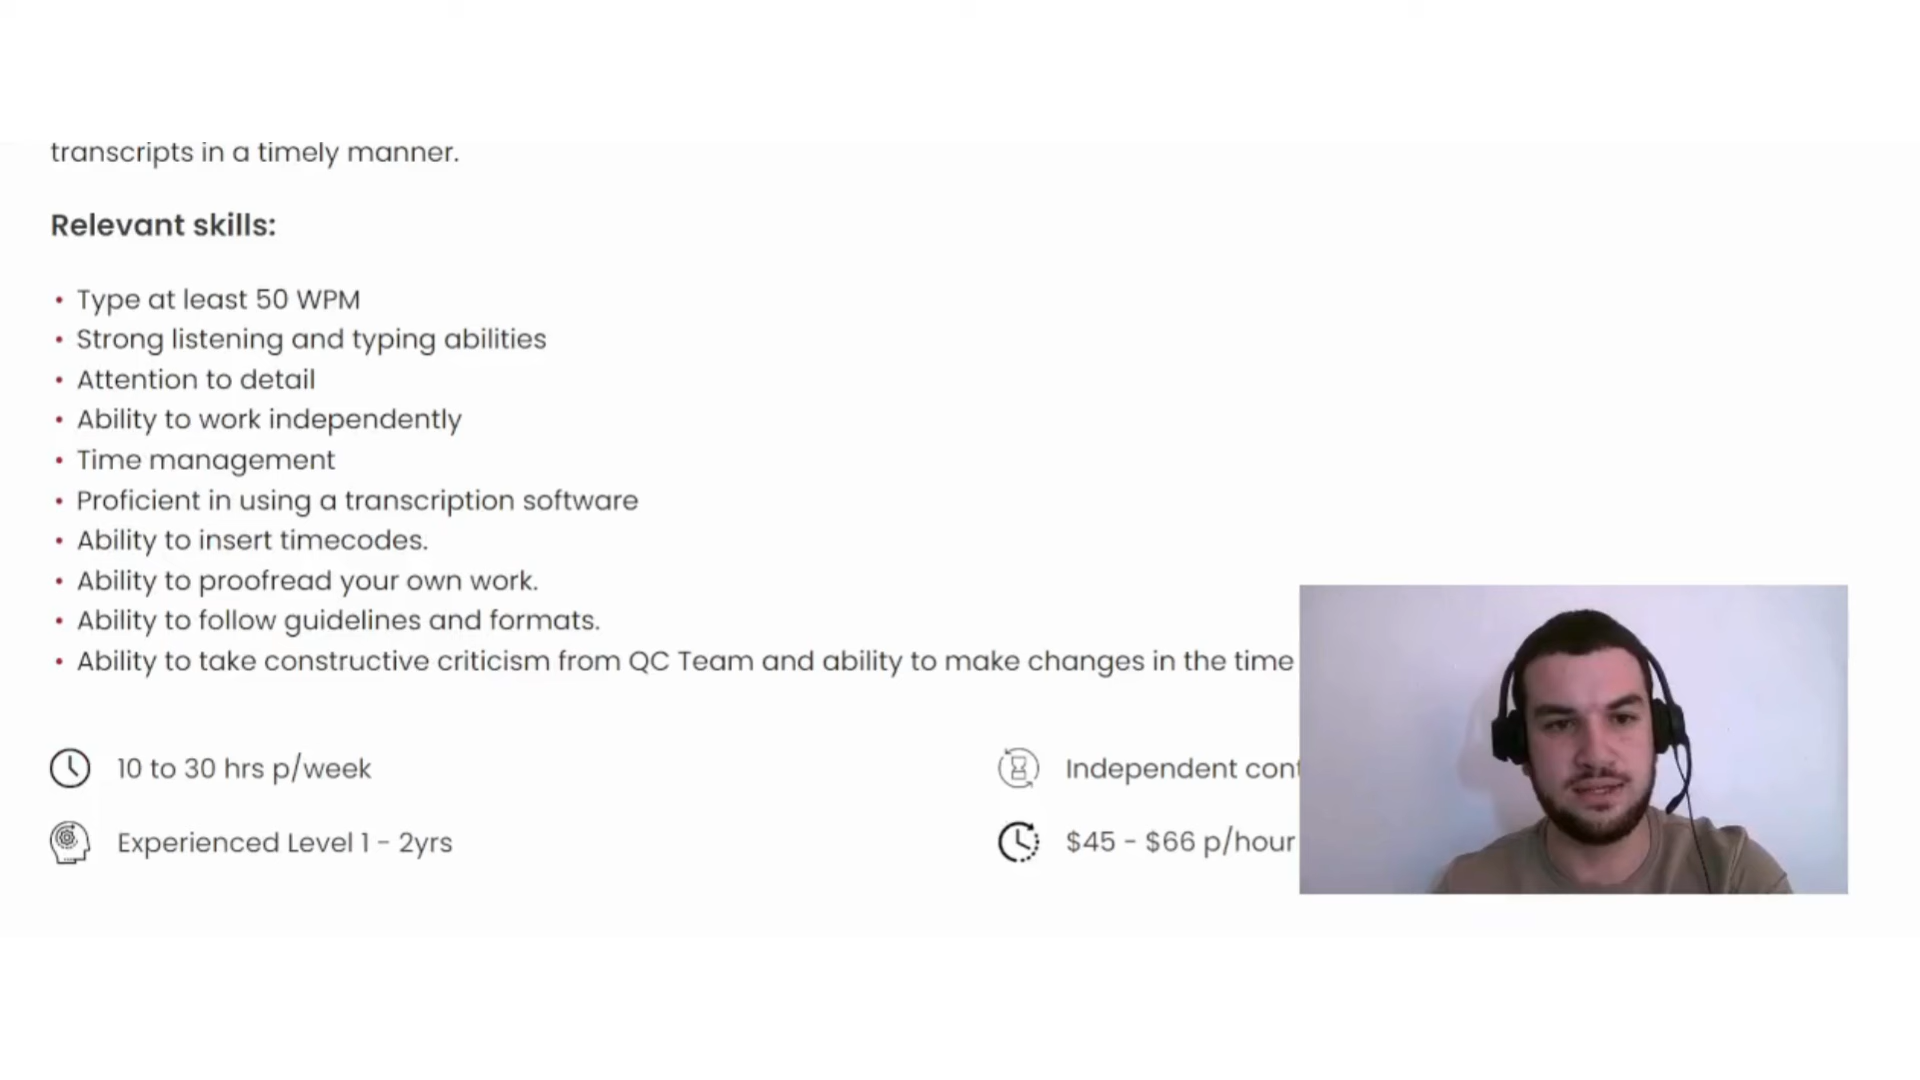 transcripts in a timely manner.
Relevant skills:
• Type at least 50 WPM
• Strong listening and typing abilities
• Attention to detail
• Ability to work independently
• Time management
• Proficient in using a transcription software
• Ability to insert timecodes.
• Ability to proofread your own work.
• Ability to follow guidelines and formats.
• Ability to take constructive criticism from QC Team and ability to make changes in the time
10 to 30 hrs p/week
Independent
Experienced Level 1 - 2yrs
$45 - $66 p/hour